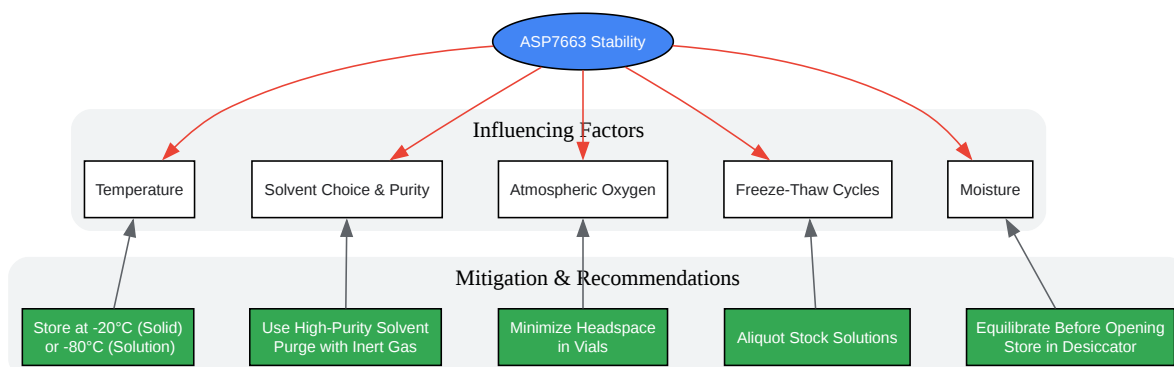 ASP7663 Stability
Influencing Factors
Temperature
Solvent Choice & Purity
Atmospheric Oxygen
Freeze-Thaw Cycles
Moisture
Mitigation & Recommendations
Store at -20°C (Solid)
or -80°C (Solution)
Use High-Purity Solvent
Purge with Inert Gas
Minimize Headspace
in Vials
Aliquot Stock Solutions
Equilibrate Before Opening
Store in Desiccator